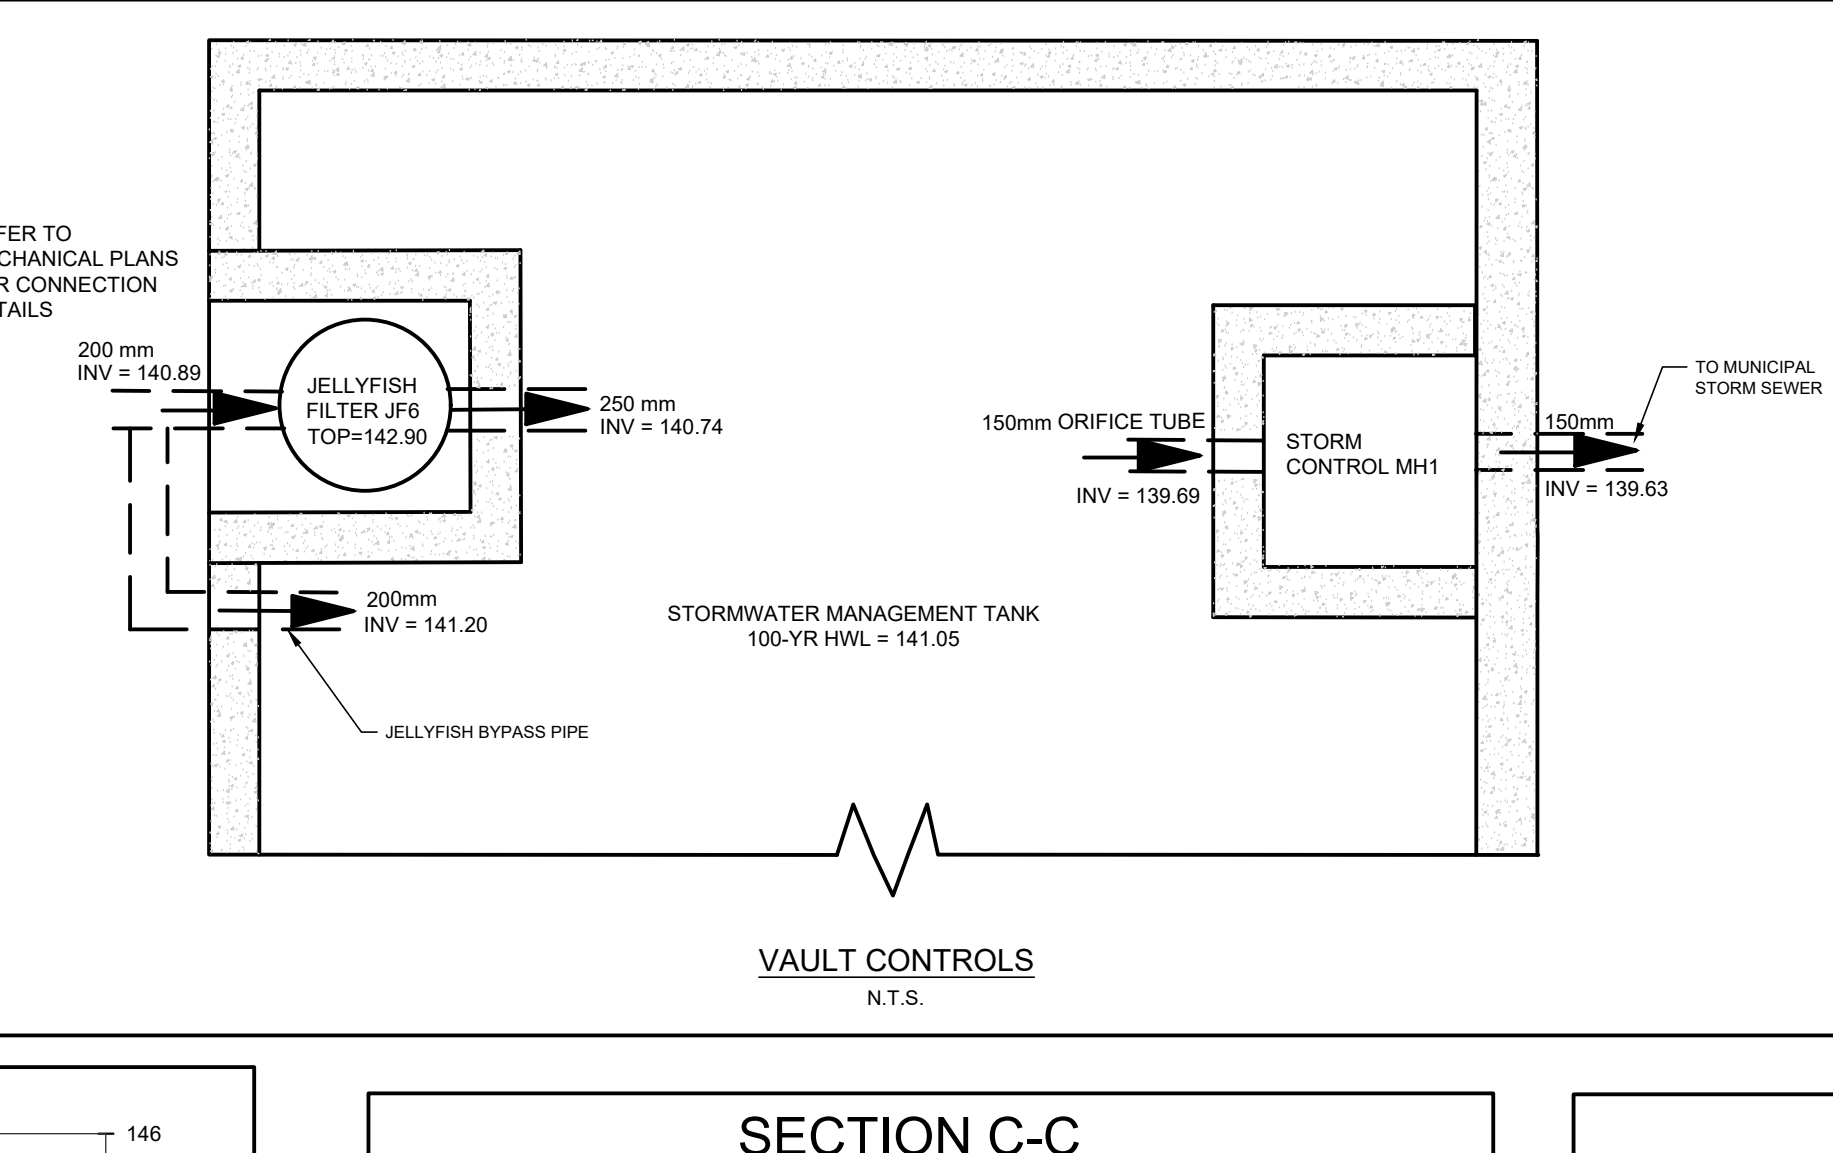 FER TO
CHANICAL PLANS
R CONNECTION
TAILS
200 mm
INV = 140.89
JELLYFISH
FILTER JF6
TOP=142.90
250 mm
INV = 140.74
150mm ORIFICE TUBE
INV = 139.69
STORM
CONTROL MH1
150mm
INV = 139.63
TO MUNICIPAL
STORM SEWER
200mm
INV = 141.20
STORMWATER MANAGEMENT TANK
100-YR HWL = 141.05
JELLYFISH BYPASS PIPE
VAULT CONTROLS
N.T.S.
146
SECTION C-C